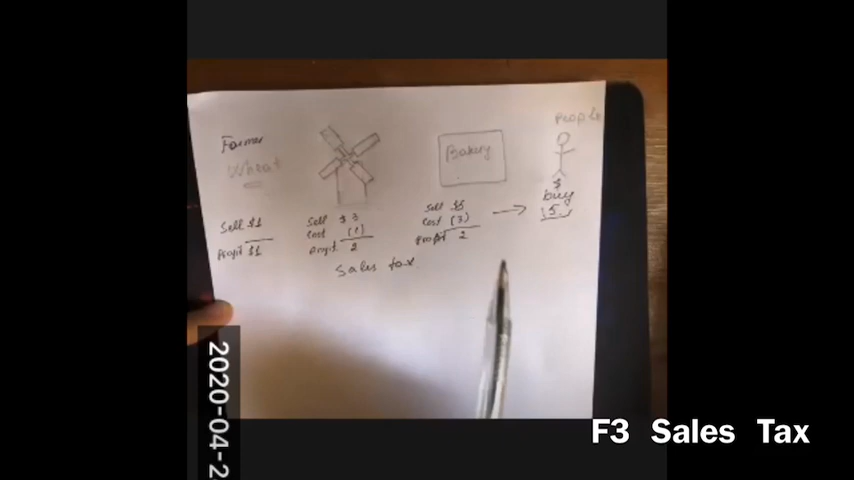 Farmer
Wheat
Sell $1
Profit $1
Sell $3
Cost (1)
Profit 2
Bakery
Sell $5
Cost (3)
Profit 2
People
$
buy
5
Sales tax
2020-04-2
F3 Sales Tax